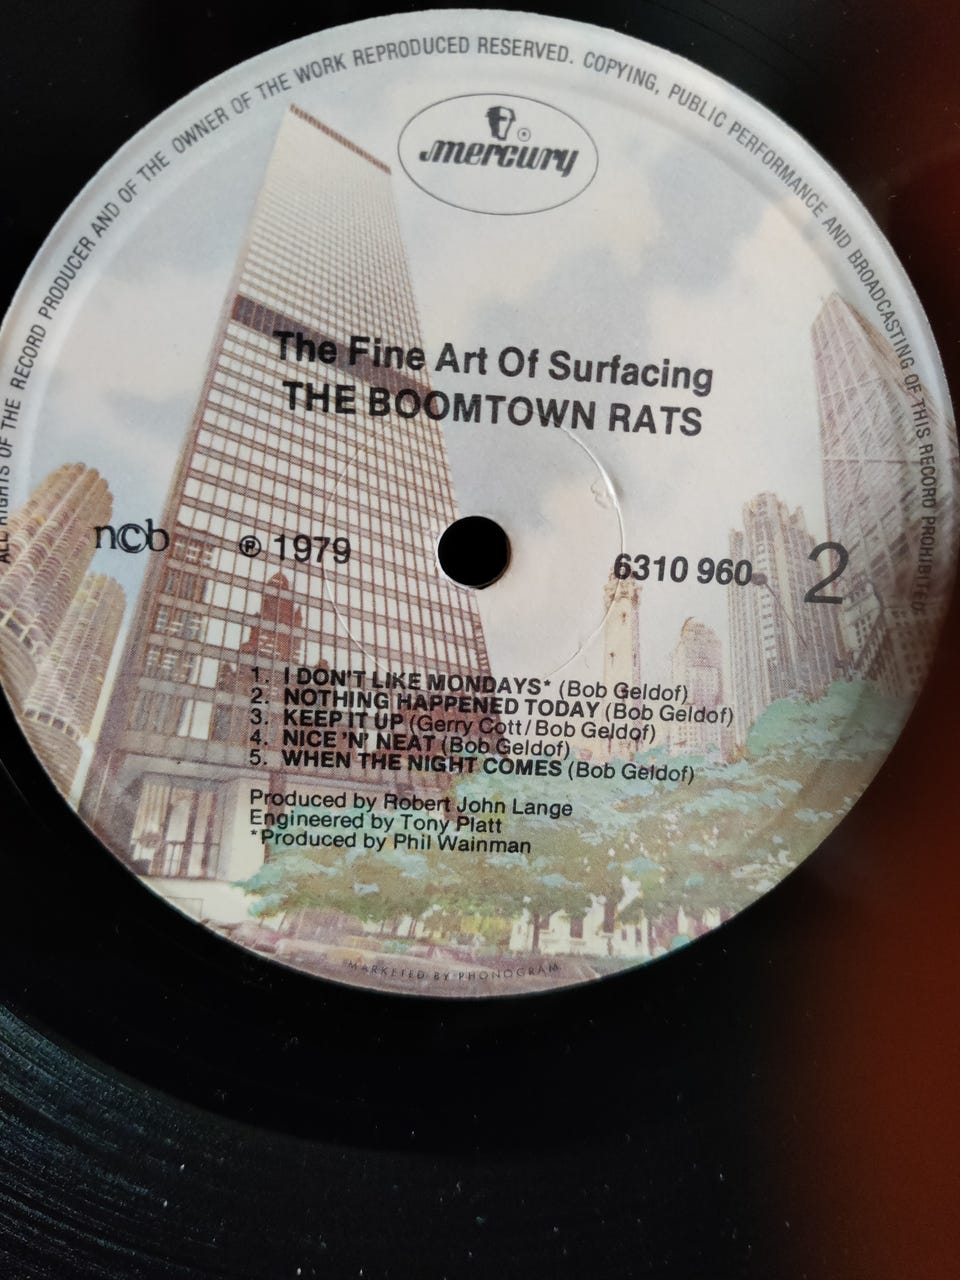 ALL RIGHTS OF THE RECORD PRODUCER AND OF THE OWNER OF THE WORK REPRODUCED RESERVED. COPYING, PUBLIC PERFORMANCE AND BROADCASTING OF THIS RECORD PROHIBITED
mercury ®
The Fine Art Of Surfacing
THE BOOMTOWN RATS
n©b ℗ 1979 6310 960 2
1. I DON'T LIKE MONDAYS* (Bob Geldof)
2. NOTHING HAPPENED TODAY (Bob Geldof)
3. KEEP IT UP (Gerry Cott/Bob Geldof)
4. NICE 'N' NEAT (Bob Geldof)
5. WHEN THE NIGHT COMES (Bob Geldof)
Produced by Robert John Lange
Engineered by Tony Platt
*Produced by Phil Wainman
MARKETED BY PHONOGRAM